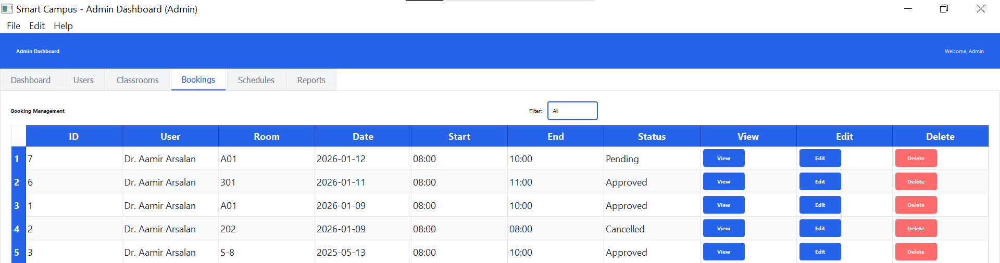 Smart Campus - Admin Dashboard (Admin)
File Edit Help
Admin Dashboard Welcome, Admin
Dashboard Users Classrooms Bookings Schedules Reports
Booking Management Filter: All
ID User Room Date Start End Status View Edit Delete
1 7 Dr. Aamir Arsalan A01 2026-01-12 08:00 10:00 Pending View Edit Delete
2 6 Dr. Aamir Arsalan 301 2026-01-11 08:00 11:00 Approved View Edit Delete
3 1 Dr. Aamir Arsalan A01 2026-01-09 08:00 10:00 Approved View Edit Delete
4 2 Dr. Aamir Arsalan 202 2026-01-09 08:00 08:00 Cancelled View Edit Delete
5 3 Dr. Aamir Arsalan S-8 2025-05-13 08:00 10:00 Approved View Edit Delete